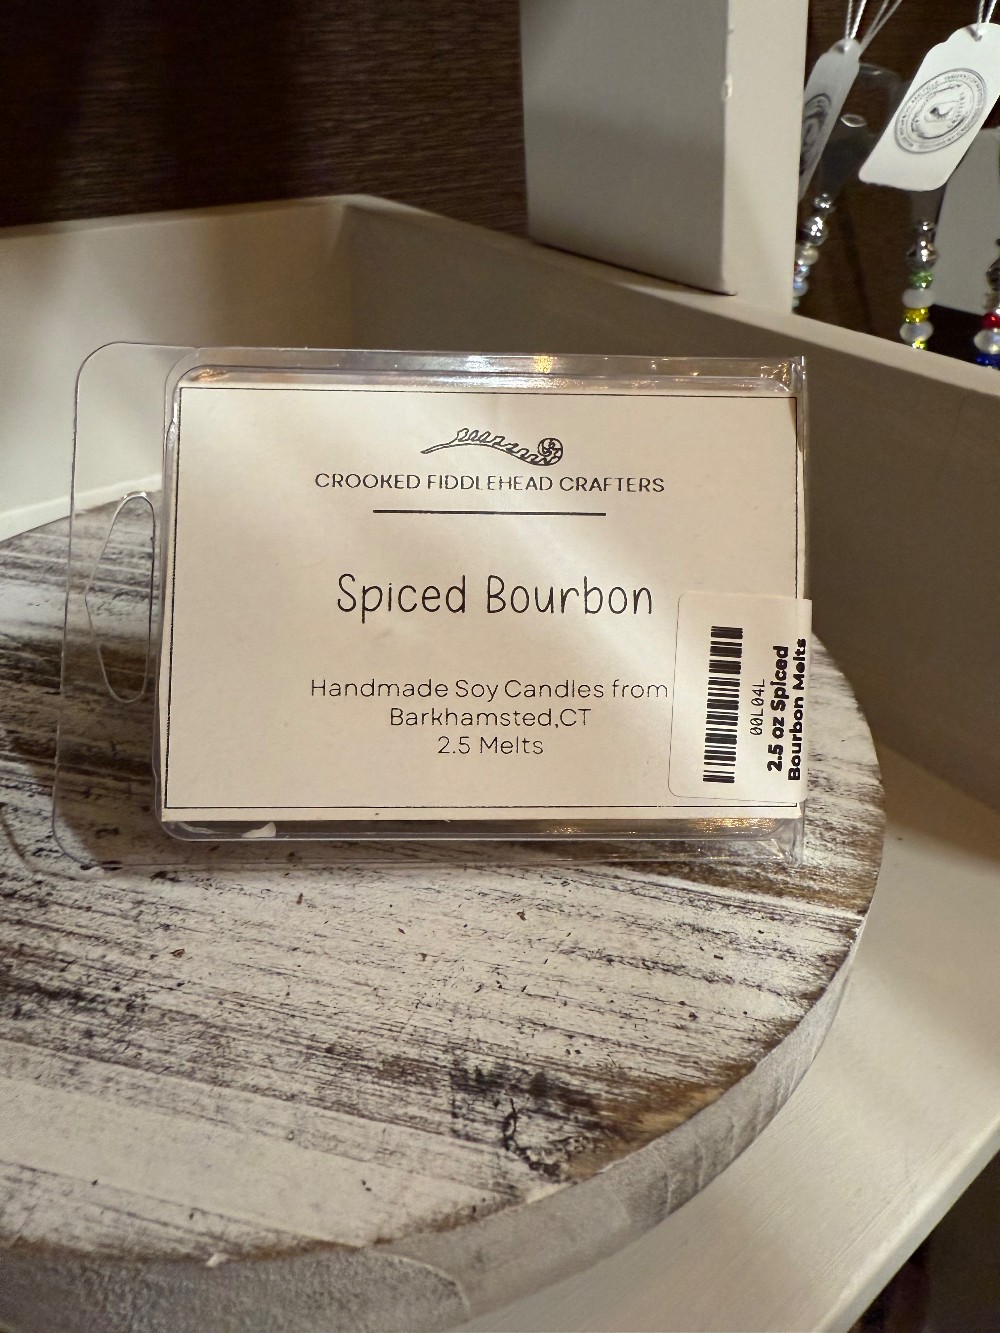 CROOKED FIDDLEHEAD CRAFTERS
Spiced Bourbon
Handmade Soy Candles from
Barkhamsted,CT
2.5 Melts
00L04L
2.5 oz Spiced
Bourbon Melts